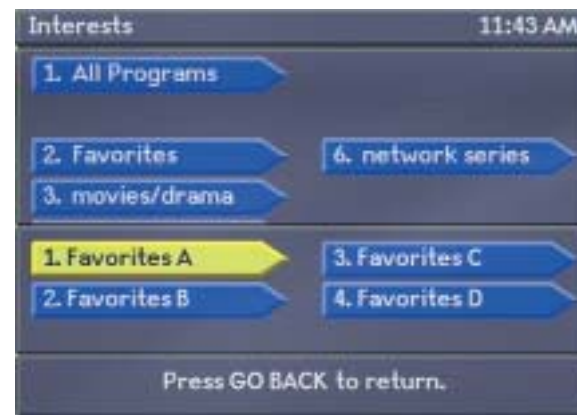 Interests 11:43 AM
1. All Programs
2. Favorites 6. network series
3. movies/drama
1. Favorites A 3. Favorites C
2. Favorites B 4. Favorites D
Press GO BACK to return.